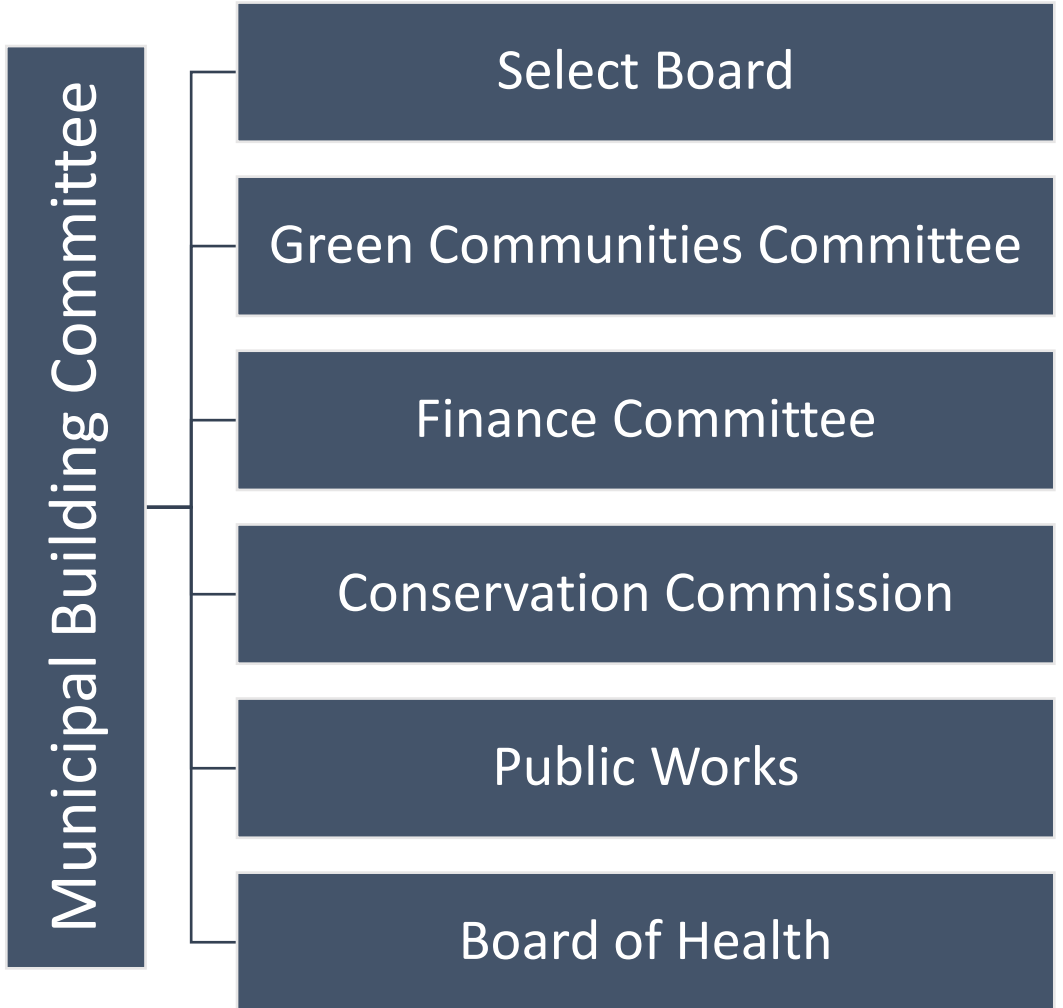 Municipal Building Committee
Select Board
Green Communities Committee
Finance Committee
Conservation Commission
Public Works
Board of Health